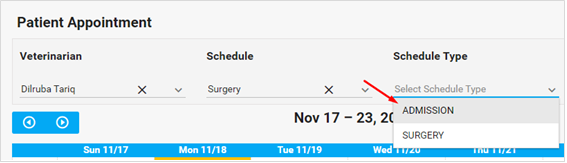 Patient Appointment
Veterinarian Schedule Schedule Type
Dilruba Tariq Surgery Select Schedule Type
ADMISSION
SURGERY
Nov 17 – 23, 20
Sun 11/17 Mon 11/18 Tue 11/19 Wed 11/20 Thu 11/21